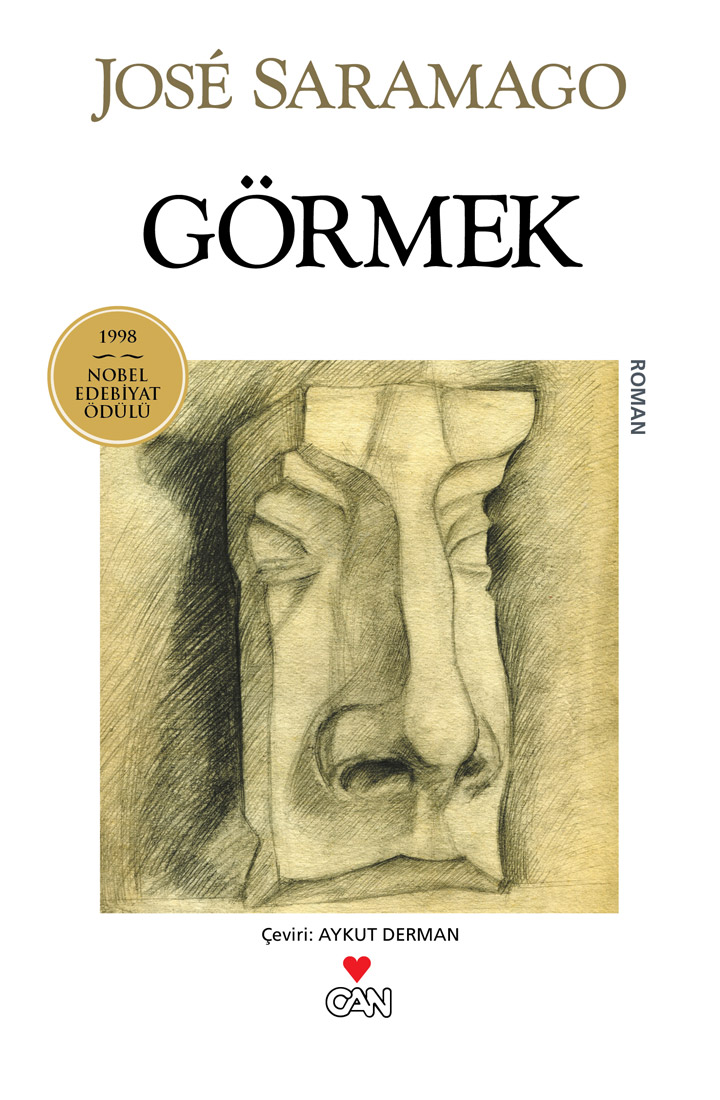 JOSÉ SARAMAGO
GÖRMEK
1998
NOBEL
EDEBİYAT
ÖDÜLÜ
ROMAN
Çeviri: AYKUT DERMAN
CAN